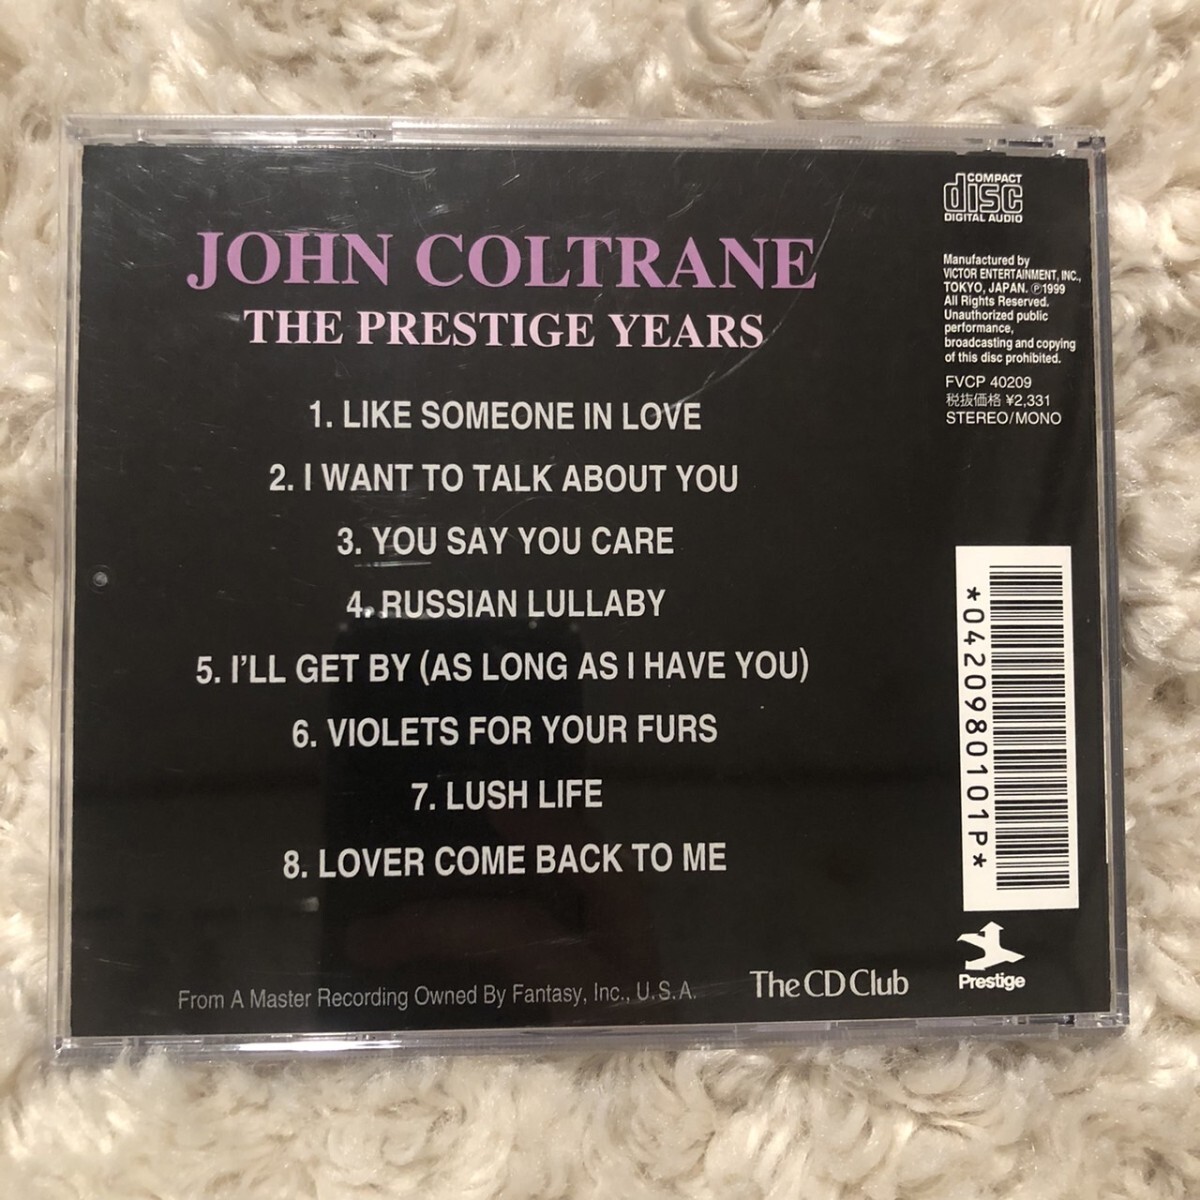 JOHN COLTRANE
THE PRESTIGE YEARS
1. LIKE SOMEONE IN LOVE
2. I WANT TO TALK ABOUT YOU
3. YOU SAY YOU CARE
4. RUSSIAN LULLABY
5. I'LL GET BY (AS LONG AS I HAVE YOU)
6. VIOLETS FOR YOUR FURS
7. LUSH LIFE
8. LOVER COME BACK TO ME
From A Master Recording Owned By Fantasy, Inc., U.S.A.
The CD Club
COMPACT
disc
DIGITAL AUDIO
Manufactured by
VICTOR ENTERTAINMENT, INC.,
TOKYO, JAPAN. ℗1999
All Rights Reserved.
Unauthorized public
performance,
broadcasting and copying
of this disc prohibited.
FVCP 40209
税抜価格 ¥2,331
STEREO/MONO
*0420980101P*
Prestige